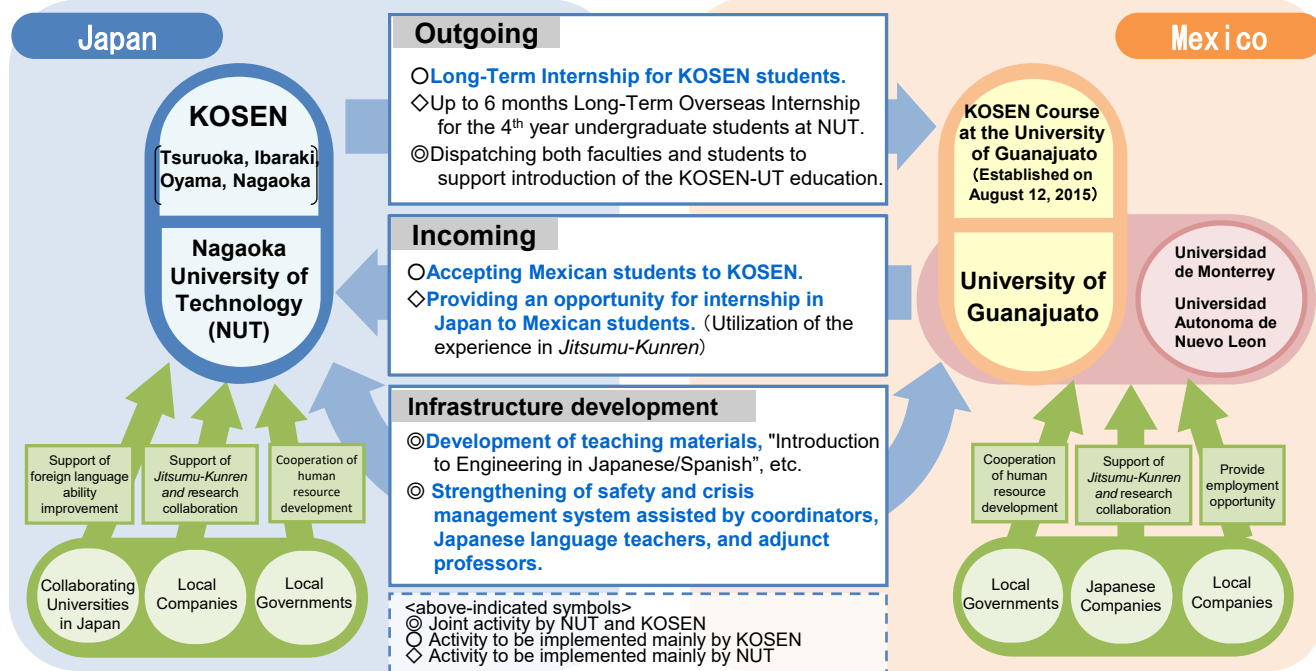 Japan
Mexico
KOSEN
Tsuruoka, Ibaraki,
Oyama, Nagaoka
Nagaoka
University of
Technology
(NUT)
Outgoing
○Long-Term Internship for KOSEN students.
◇Up to 6 months Long-Term Overseas Internship
for the 4th year undergraduate students at NUT.
◎Dispatching both faculties and students to
support introduction of the KOSEN-UT education.
Incoming
○Accepting Mexican students to KOSEN.
◇Providing an opportunity for internship in
Japan to Mexican students.（Utilization of the
experience in Jitsumu-Kunren）
Infrastructure development
◎Development of teaching materials, "Introduction
to Engineering in Japanese/Spanish”, etc.
◎ Strengthening of safety and crisis
management system assisted by coordinators,
Japanese language teachers, and adjunct
professors.
<above-indicated symbols>
◎ Joint activity by NUT and KOSEN
○ Activity to be implemented mainly by KOSEN
◇ Activity to be implemented mainly by NUT
KOSEN Course
at the University
of Guanajuato
（Established on
August 12, 2015）
University of
Guanajuato
Universidad
de Monterrey
Universidad
Autonoma de
Nuevo Leon
Support of
foreign language
ability
improvement
Support of
Jitsumu-Kunren
and research
collaboration
Cooperation of
human
resource
development
Collaborating
Universities
in Japan
Local
Companies
Local
Governments
Cooperation
of human
resource
development
Support of
Jitsumu-Kunren
and research
collaboration
Provide
employment
opportunity
Local
Governments
Japanese
Companies
Local
Companies